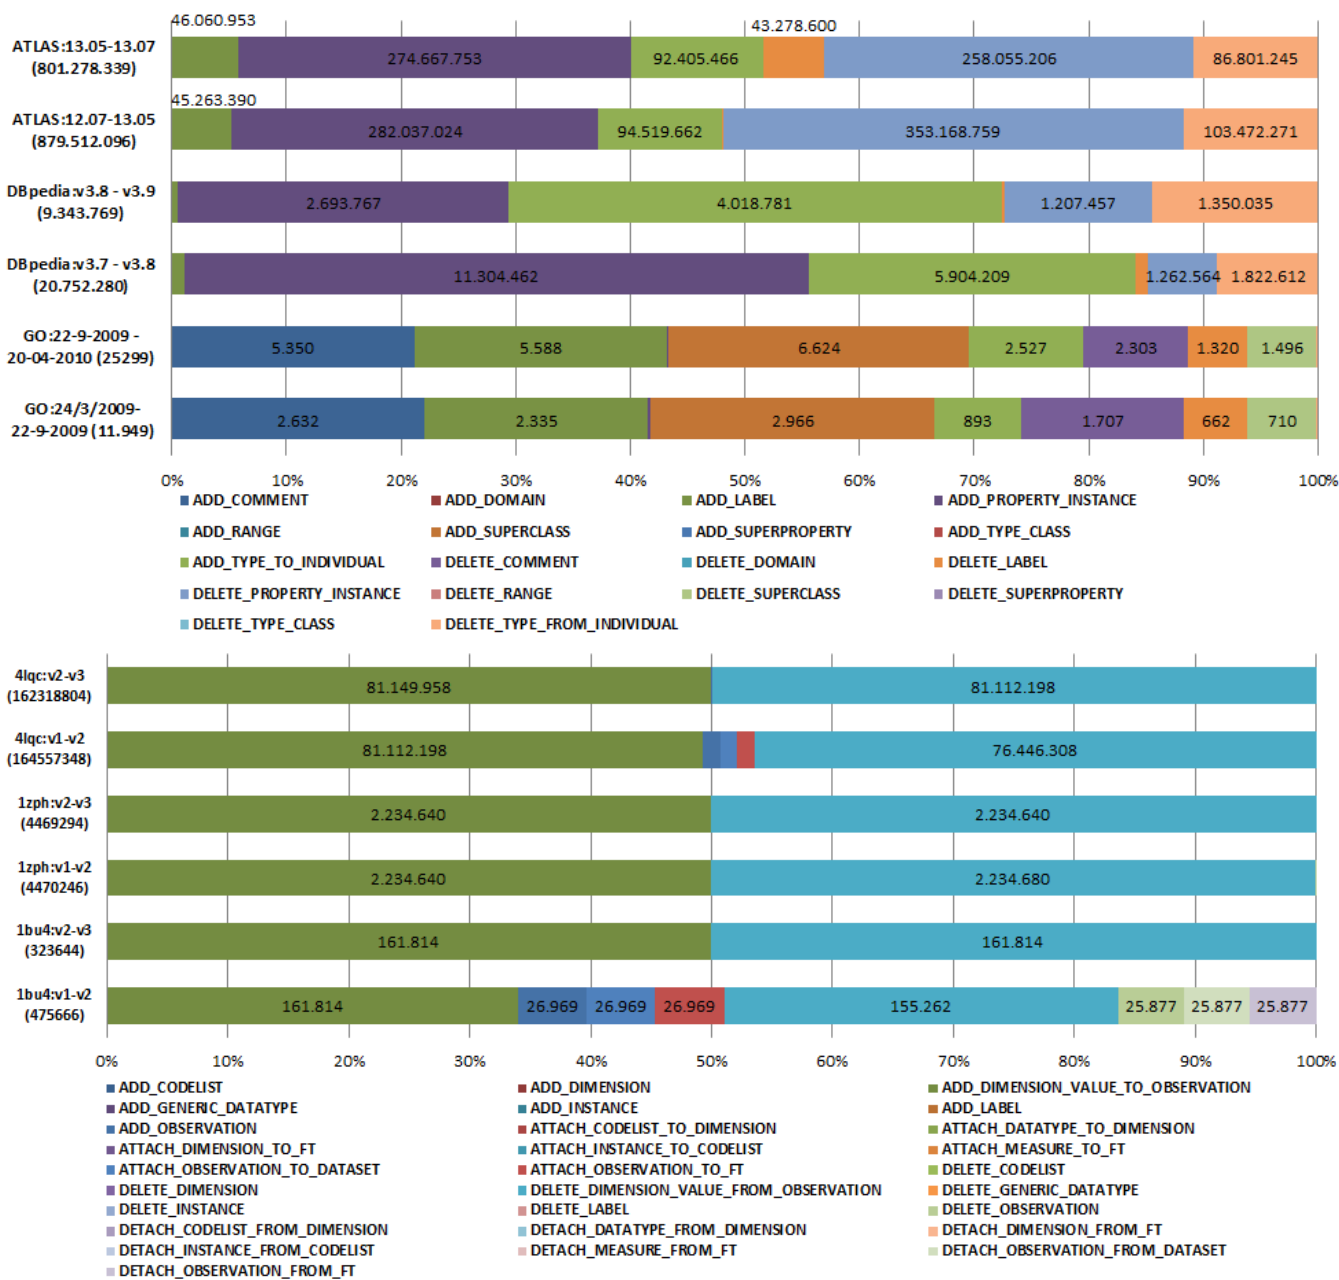 46.060.953
43.278.600
ATLAS:13.05-13.07
(801.278.339)
274.667.753
92.405.466
258.055.206
86.801.245
45.263.390
ATLAS:12.07-13.05
(879.512.096)
282.037.024
94.519.662
353.168.759
103.472.271
DBpedia:v3.8 - v3.9
(9.343.769)
2.693.767
4.018.781
1.207.457
1.350.035
DBpedia:v3.7 - v3.8
(20.752.280)
11.304.462
5.904.209
1.262.564
1.822.612
GO:22-9-2009 -
20-04-2010 (25299)
5.350
5.588
6.624
2.527
2.303
1.320
1.496
GO:24/3/2009-
22-9-2009 (11.949)
2.632
2.335
2.966
893
1.707
662
710
0% 10% 20% 30% 40% 50% 60% 70% 80% 90% 100%
ADD_COMMENT ADD_DOMAIN ADD_LABEL ADD_PROPERTY_INSTANCE
ADD_RANGE ADD_SUPERCLASS ADD_SUPERPROPERTY ADD_TYPE_CLASS
ADD_TYPE_TO_INDIVIDUAL DELETE_COMMENT DELETE_DOMAIN DELETE_LABEL
DELETE_PROPERTY_INSTANCE DELETE_RANGE DELETE_SUPERCLASS DELETE_SUPERPROPERTY
DELETE_TYPE_CLASS DELETE_TYPE_FROM_INDIVIDUAL
4lqc:v2-v3
(162318804)
81.149.958
81.112.198
4lqc:v1-v2
(164557348)
81.112.198
76.446.308
1zph:v2-v3
(4469294)
2.234.640
2.234.640
1zph:v1-v2
(4470246)
2.234.640
2.234.680
1bu4:v2-v3
(323644)
161.814
161.814
1bu4:v1-v2
(475666)
161.814
26.969
26.969
26.969
155.262
25.877
25.877
25.877
0% 10% 20% 30% 40% 50% 60% 70% 80% 90% 100%
ADD_CODELIST ADD_DIMENSION ADD_DIMENSION_VALUE_TO_OBSERVATION
ADD_GENERIC_DATATYPE ADD_INSTANCE ADD_LABEL
ADD_OBSERVATION ATTACH_CODELIST_TO_DIMENSION ATTACH_DATATYPE_TO_DIMENSION
ATTACH_DIMENSION_TO_FT ATTACH_INSTANCE_TO_CODELIST ATTACH_MEASURE_TO_FT
ATTACH_OBSERVATION_TO_DATASET ATTACH_OBSERVATION_TO_FT DELETE_CODELIST
DELETE_DIMENSION DELETE_DIMENSION_VALUE_FROM_OBSERVATION DELETE_GENERIC_DATATYPE
DELETE_INSTANCE DELETE_LABEL DELETE_OBSERVATION
DETACH_CODELIST_FROM_DIMENSION DETACH_DATATYPE_FROM_DIMENSION DETACH_DIMENSION_FROM_FT
DETACH_INSTANCE_FROM_CODELIST DETACH_MEASURE_FROM_FT DETACH_OBSERVATION_FROM_DATASET
DETACH_OBSERVATION_FROM_FT